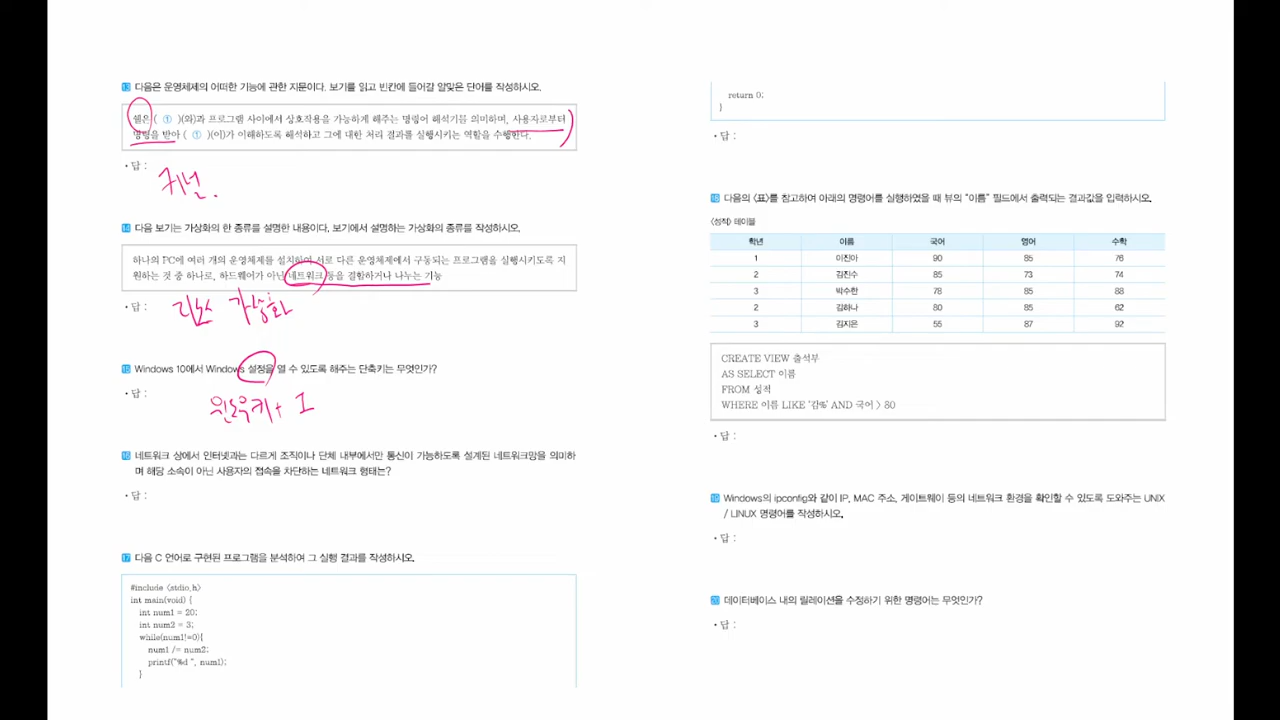 13 다음은 운영체제의 어떠한 기능에 관한 지문이다. 보기를 읽고 빈칸에 들어갈 알맞은 단어를 작성하시오.
쉘은 ( ① )(와)과 프로그램 사이에서 상호작용을 가능하게 해주는 명령어 해석기를 의미하며, 사용자로부터
명령을 받아 ( ① )(이)가 이해하도록 해석하고 그에 대한 처리 결과를 실행시키는 역할을 수행한다.
• 답 :
커널.
14 다음 보기는 가상화의 한 종류를 설명한 내용이다. 보기에서 설명하는 가상화의 종류를 작성하시오.
하나의 PC에 여러 개의 운영체제를 설치하여 서로 다른 운영체제에서 구동되는 프로그램을 실행시키도록 지
원하는 것 중 하나로, 하드웨어가 아닌 네트워크 등을 결합하거나 나누는 기능
• 답 :
리소스 가상화
15 Windows 10에서 Windows 설정을 열 수 있도록 해주는 단축키는 무엇인가?
• 답 :
윈도우키 + I
16 네트워크 상에서 인터넷과는 다르게 조직이나 단체 내부에서만 통신이 가능하도록 설계된 네트워크망을 의미하
며 해당 소속이 아닌 사용자의 접속을 차단하는 네트워크 형태는?
• 답 :
17 다음 C 언어로 구현된 프로그램을 분석하여 그 실행 결과를 작성하시오.
#include <stdio.h>
int main(void) {
int num1 = 20;
int num2 = 3;
while(num1!=0){
num1 /= num2;
printf("%d ", num1);
}
return 0;
}
• 답 :
18 다음의 〈표〉를 참고하여 아래의 명령어를 실행하였을 때 뷰의 "이름" 필드에서 출력되는 결과값을 입력하시오.
〈성적〉 테이블
학년 이름 국어 영어 수학
1 이진아 90 85 76
2 김진수 85 73 74
3 박수한 78 85 88
2 김하나 80 85 62
3 김지은 55 87 92
CREATE VIEW 출석부
AS SELECT 이름
FROM 성적
WHERE 이름 LIKE '김%' AND 국어 > 80
• 답 :
19 Windows의 ipconfig와 같이 IP, MAC 주소, 게이트웨이 등의 네트워크 환경을 확인할 수 있도록 도와주는 UNIX
/ LINUX 명령어를 작성하시오.
• 답 :
20 데이터베이스 내의 릴레이션을 수정하기 위한 명령어는 무엇인가?
• 답 :